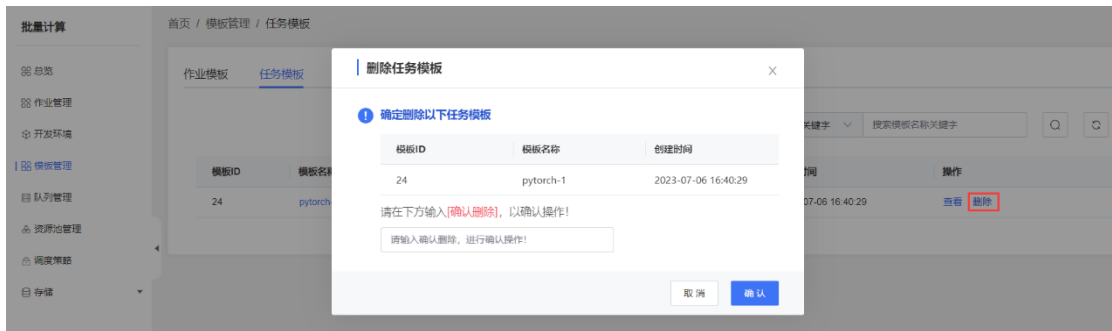 批量计算
首页 / 模板管理 / 任务模板
总览
作业管理
开发环境
模板管理
队列管理
资源池管理
调度策略
存储
作业模板 任务模板
关键字 搜索模板名称关键字
模板ID 模板名称 时间 操作
24 pytorch- 07-06 16:40:29 查看 删除
删除任务模板
确定删除以下任务模板
模板ID 模板名称 创建时间
24 pytorch-1 2023-07-06 16:40:29
请在下方输入[确认删除]，以确认操作！
请输入确认删除，进行确认操作！
取 消 确 认